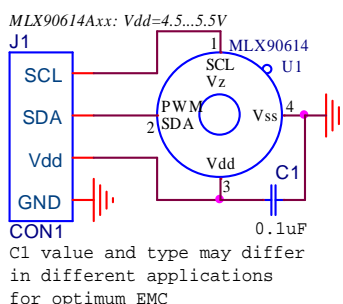 MLX90614Axx: Vdd=4.5...5.5V
J1
MLX90614
U1
1
SCL
Vz
PWM
SDA
2
Vss
4
Vdd
3
SCL
SDA
Vdd
GND
CON1
C1
0.1uF
C1 value and type may differ
in different applications
for optimum EMC